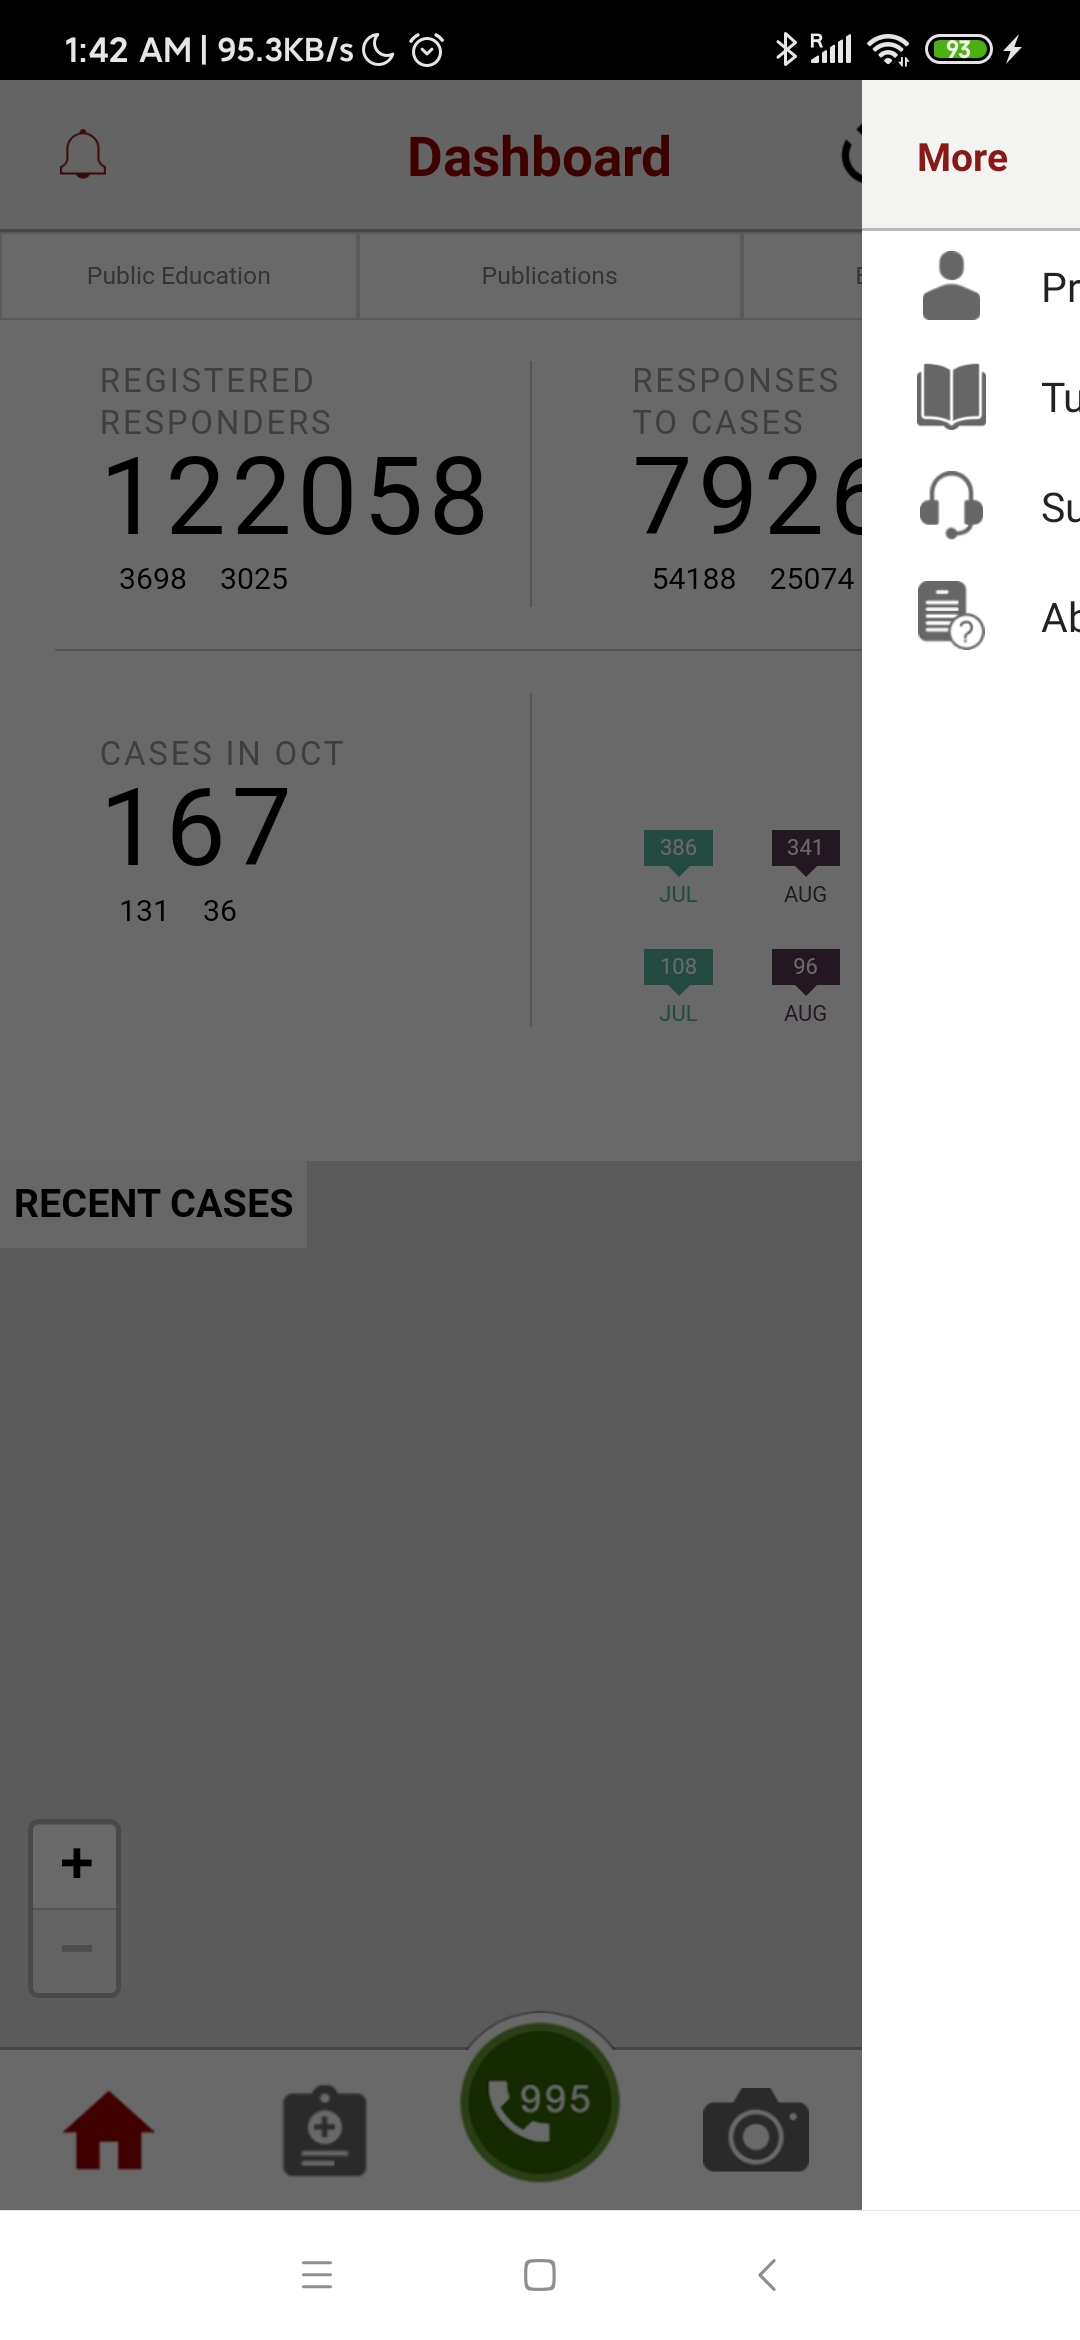 1:42 AM | 95.3KB/s
R
93
Dashboard
More
Public Education
Publications
REGISTERED
RESPONDERS
122058
3698 3025
RESPONSES
TO CASES
7926
54188 25074
Pr
Tu
Su
Ab
CASES IN OCT
167
131 36
386
JUL
341
AUG
108
JUL
96
AUG
RECENT CASES
+
−
995